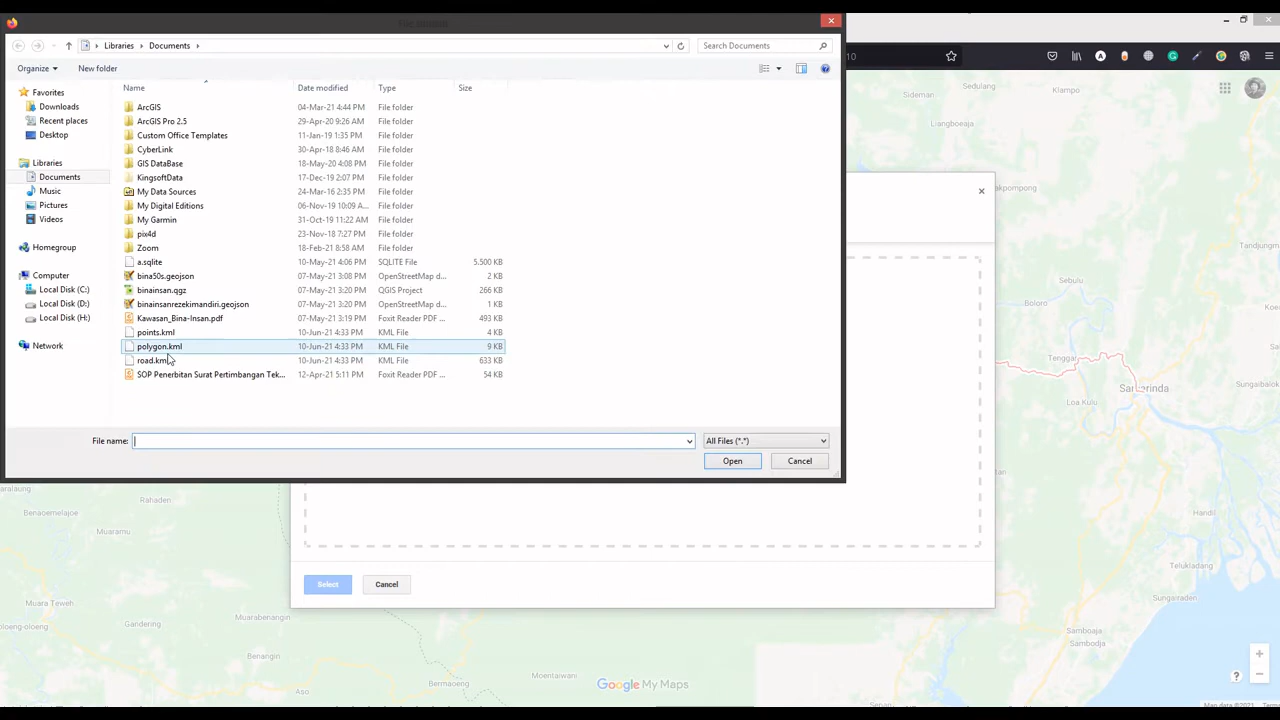 Libraries Documents Search Documents
10
Organize New folder
Name Date modified Type Size
Favorites
Downloads
Recent places
Desktop
Libraries
Documents
Music
Pictures
Videos
Homegroup
Computer
Local Disk (C:)
Local Disk (D:)
Local Disk (H:)
Network
ArcGIS 04-Mar-21 4:44 PM File folder
ArcGIS Pro 2.5 29-Apr-20 9:26 AM File folder
Custom Office Templates 11-Jan-19 1:35 PM File folder
CyberLink 30-Apr-18 8:46 AM File folder
GIS DataBase 18-May-20 4:08 PM File folder
KingsoftData 17-Dec-19 2:07 PM File folder
My Data Sources 24-Mar-16 2:35 PM File folder
My Digital Editions 06-Nov-19 10:09 A... File folder
My Garmin 31-Oct-19 11:22 AM File folder
pix4d 23-Nov-18 7:27 PM File folder
Zoom 18-Feb-21 8:58 AM File folder
a.sqlite 10-May-21 4:06 PM SQLITE File 5.500 KB
bina50s.geojson 07-May-21 3:08 PM OpenStreetMap d... 2 KB
binainsan.qgz 07-May-21 3:20 PM QGIS Project 266 KB
binainsanrezekimandiri.geojson 07-May-21 3:20 PM OpenStreetMap d... 1 KB
Kawasan_Bina-Insan.pdf 07-May-21 3:19 PM Foxit Reader PDF ... 493 KB
points.kml 10-Jun-21 4:33 PM KML File 4 KB
polygon.kml 10-Jun-21 4:33 PM KML File 9 KB
road.kml 10-Jun-21 4:33 PM KML File 633 KB
SOP Penerbitan Surat Pertimbangan Tek... 12-Apr-21 5:11 PM Foxit Reader PDF ... 54 KB
File name: All Files (*.*)
Open Cancel
Select Cancel
Sideman
Klampo
Liangboeaja
Tenggar
Loa Kulu
Telukladang
Sungairiam
Samboaja
Sambodja
Rahaden
Benaoemelajoe
Muara Teweh
Muarabenangin
Benangin
Aso
Bermaoeng
Montaiwan
Google My Maps
Map data ©2021